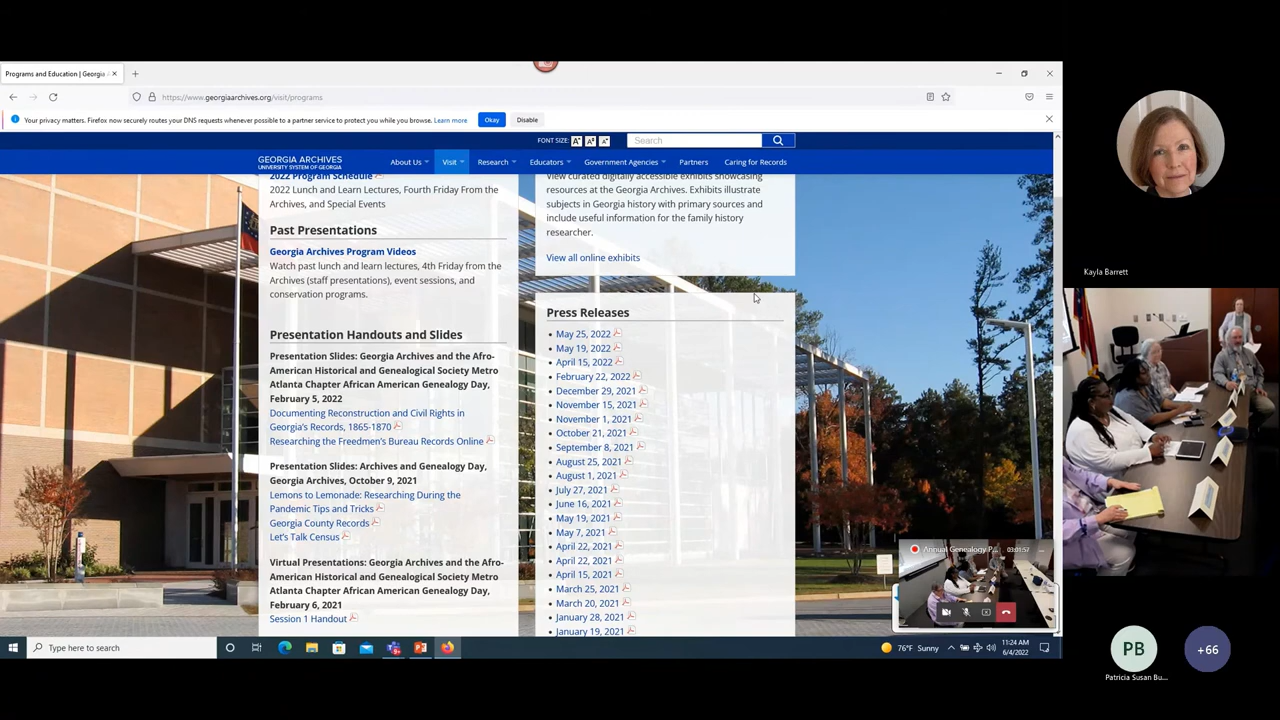 Programs and Education | Georgia
https://www.georgiaarchives.org/visit/programs
Your privacy matters. Firefox now securely routes your DNS requests whenever possible to a partner service to protect you while you browse. Learn more
Okay
Disable
FONT SIZE:
Search
GEORGIA ARCHIVES
UNIVERSITY SYSTEM OF GEORGIA
About Us
Visit
Research
Educators
Government Agencies
Partners
Caring for Records
2022 Program Schedule
2022 Lunch and Learn Lectures, Fourth Friday From the
Archives, and Special Events
Past Presentations
Georgia Archives Program Videos
Watch past lunch and learn lectures, 4th Friday from the
Archives (staff presentations), event sessions, and
conservation programs.
Presentation Handouts and Slides
Presentation Slides: Georgia Archives and the Afro-
American Historical and Genealogical Society Metro
Atlanta Chapter African American Genealogy Day,
February 5, 2022
Documenting Reconstruction and Civil Rights in
Georgia's Records, 1865-1870
Researching the Freedmen's Bureau Records Online
Presentation Slides: Archives and Genealogy Day,
Georgia Archives, October 9, 2021
Lemons to Lemonade: Researching During the
Pandemic Tips and Tricks
Georgia County Records
Let's Talk Census
Virtual Presentations: Georgia Archives and the Afro-
American Historical and Genealogical Society Metro
Atlanta Chapter African American Genealogy Day,
February 6, 2021
Session 1 Handout
View curated digitally accessible exhibits showcasing
resources at the Georgia Archives. Exhibits illustrate
subjects in Georgia history with primary sources and
include useful information for the family history
researcher.
View all online exhibits
Press Releases
May 25, 2022
May 19, 2022
April 15, 2022
February 22, 2022
December 29, 2021
November 15, 2021
November 1, 2021
October 21, 2021
September 8, 2021
August 25, 2021
August 1, 2021
July 27, 2021
June 16, 2021
May 19, 2021
May 7, 2021
April 22, 2021
April 22, 2021
April 15, 2021
March 25, 2021
March 20, 2021
January 28, 2021
January 19, 2021
Annual Genealogy P...
03:01:57
Type here to search
76°F Sunny
11:24 AM
6/4/2022
Kayla Barrett
PB
Patricia Susan Bu...
+66